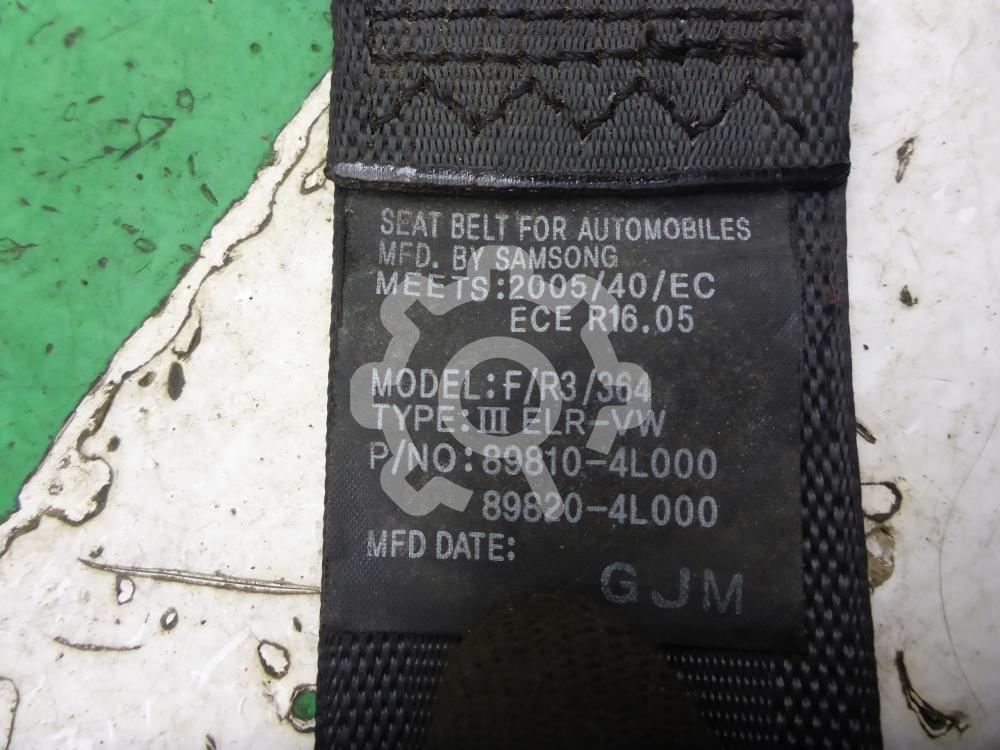 SEAT BELT FOR AUTOMOBILES
MFD. BY SAMSONG
MEETS:2005/40/EC
ECE R16.05
MODEL:F/R3/364
TYPE:III ELR-VW
P/NO:89810-4L000
89820-4L000
MFD DATE:
GJM